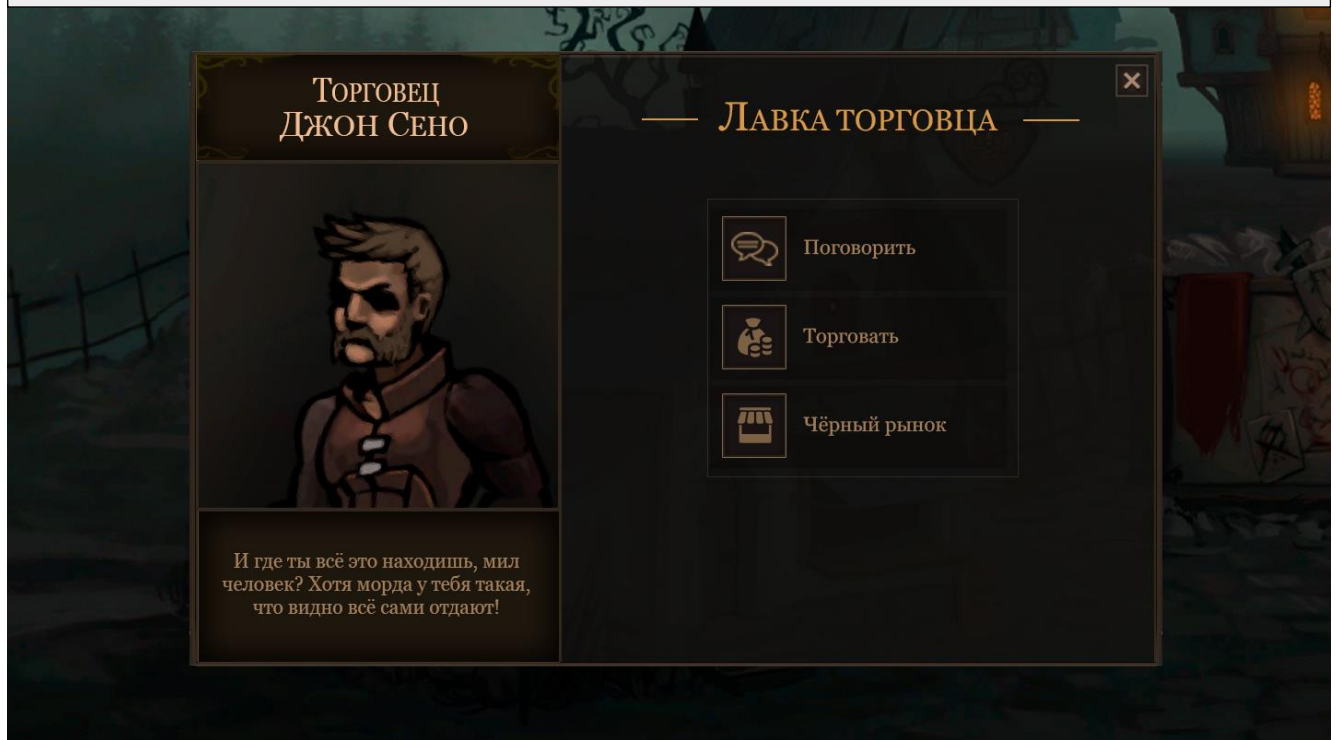 Торговец
Джон Сено
Лавка торговца
Поговорить
Торговать
Чёрный рынок
И где ты всё это находишь, мил
человек? Хотя морда у тебя такая,
что видно всё сами отдают!